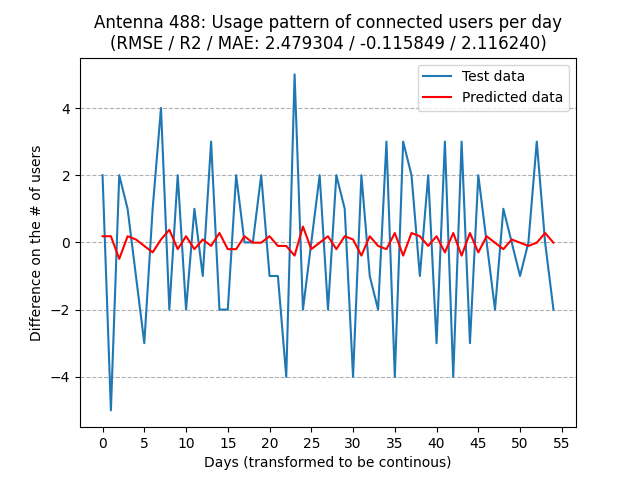 Antenna 488: Usage pattern of connected users per day
(RMSE / R2 / MAE: 2.479304 / -0.115849 / 2.116240)
Test data
Predicted data
Difference on the # of users
4
2
0
−2
−4
0 5 10 15 20 25 30 35 40 45 50 55
Days (transformed to be continous)